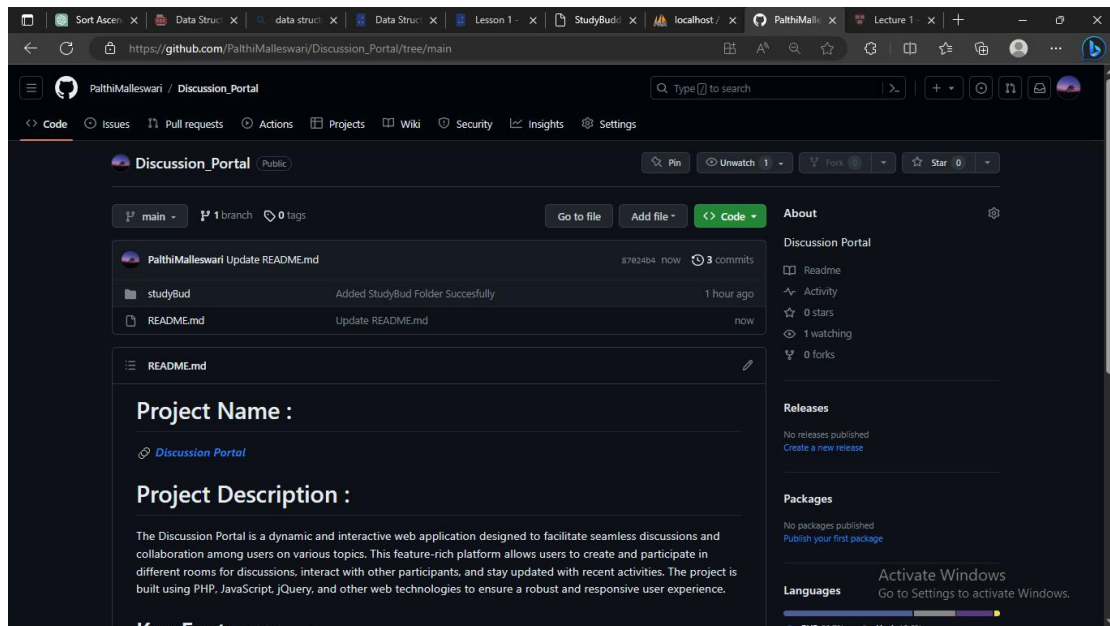 Sort Ascen
Data Struct
data struct
Data Struct
Lesson 1 -
StudyBudd
localhost /
PalthiMalle
Lecture 1 -
https://github.com/PalthiMalleswari/Discussion_Portal/tree/main
PalthiMalleswari / Discussion_Portal
Type / to search
Code
Issues
Pull requests
Actions
Projects
Wiki
Security
Insights
Settings
Discussion_Portal Public
Pin
Unwatch 1
Fork 0
Star 0
main
1 branch
0 tags
Go to file
Add file
<> Code
PalthiMalleswari Update README.md
87024b4 now
3 commits
studyBud Added StudyBud Folder Succesfully 1 hour ago
README.md Update README.md now
README.md
Project Name :
Discussion Portal
Project Description :
The Discussion Portal is a dynamic and interactive web application designed to facilitate seamless discussions and
collaboration among users on various topics. This feature-rich platform allows users to create and participate in
different rooms for discussions, interact with other participants, and stay updated with recent activities. The project is
built using PHP, JavaScript, jQuery, and other web technologies to ensure a robust and responsive user experience.
About
Discussion Portal
Readme
Activity
0 stars
1 watching
0 forks
Releases
No releases published
Create a new release
Packages
No packages published
Publish your first package
Languages
Activate Windows
Go to Settings to activate Windows.